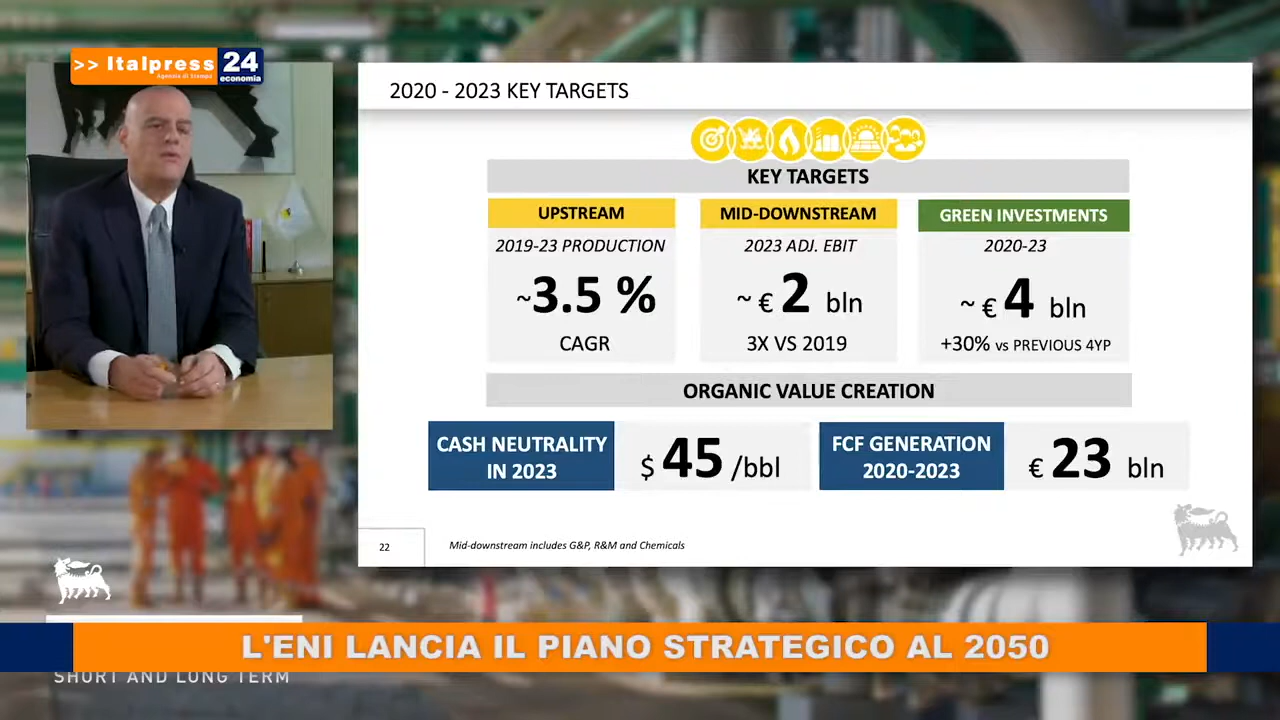 >> Italpress 24
Agenzia di Stampa economia
2020 - 2023 KEY TARGETS
KEY TARGETS
UPSTREAM
2019-23 PRODUCTION
~3.5 %
CAGR
MID-DOWNSTREAM
2023 ADJ. EBIT
~ € 2 bln
3X VS 2019
GREEN INVESTMENTS
2020-23
~ € 4 bln
+30% vs PREVIOUS 4YP
ORGANIC VALUE CREATION
CASH NEUTRALITY
IN 2023
$ 45 /bbl
FCF GENERATION
2020-2023
€ 23 bln
22
Mid-downstream includes G&P, R&M and Chemicals
L'ENI LANCIA IL PIANO STRATEGICO AL 2050
SHORT AND LONG TERM